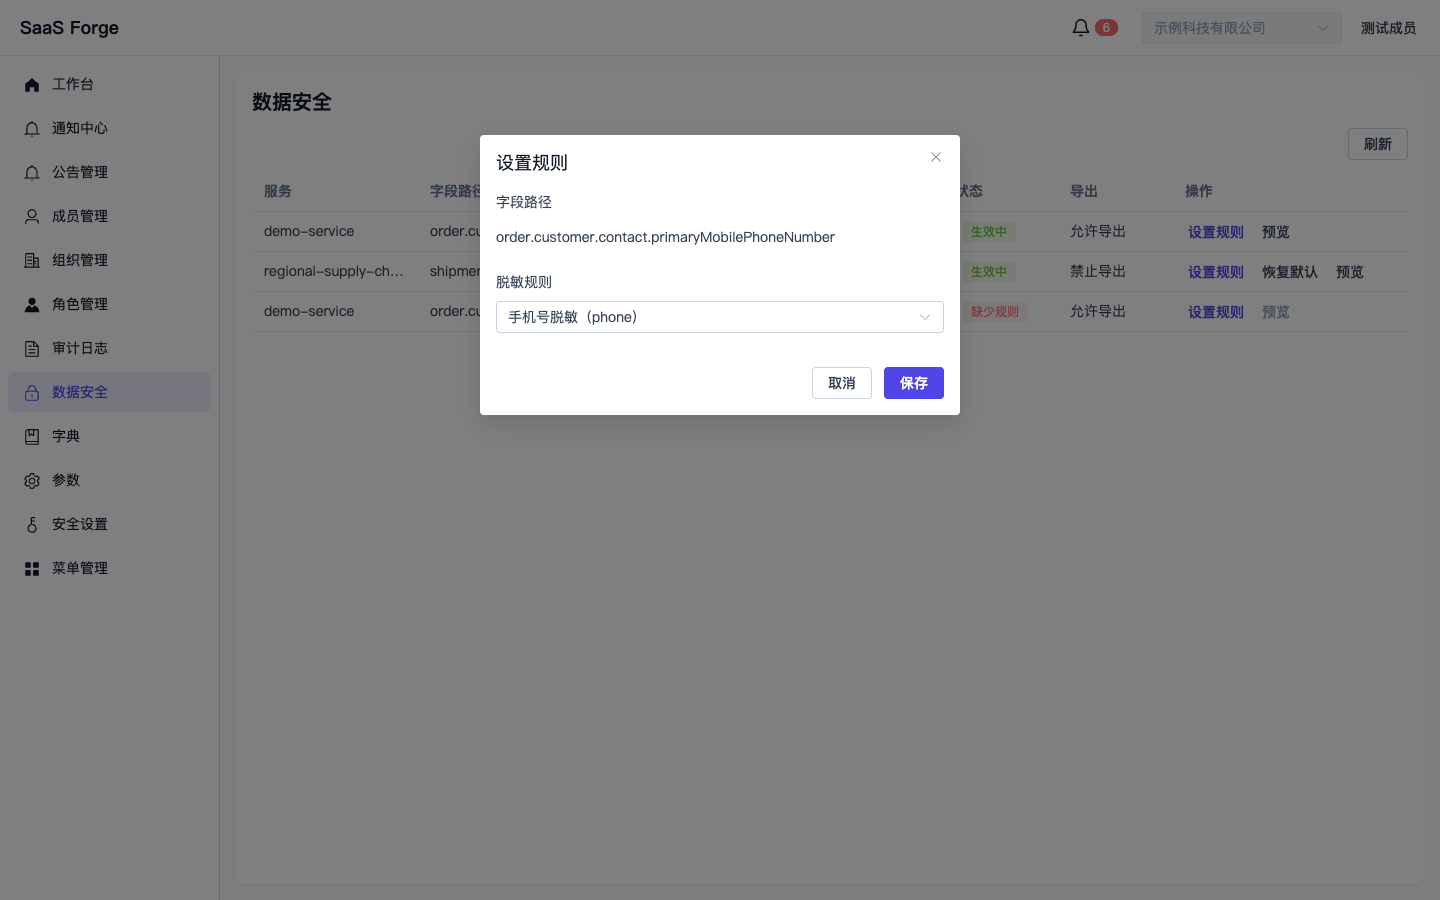 SaaS Forge
6
示例科技有限公司
测试成员
工作台
通知中心
公告管理
成员管理
组织管理
角色管理
审计日志
数据安全
字典
参数
安全设置
菜单管理
数据安全
刷新
服务 字段路径 状态 导出 操作
demo-service order.cu 生效中 允许导出 设置规则 预览
regional-supply-ch... shipmer 生效中 禁止导出 设置规则 恢复默认 预览
demo-service order.cu 缺少规则 允许导出 设置规则 预览
设置规则
字段路径
order.customer.contact.primaryMobilePhoneNumber
脱敏规则
手机号脱敏（phone）
取消 保存